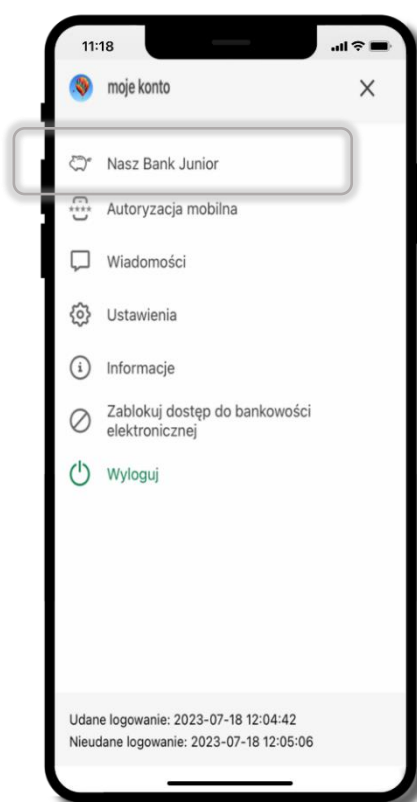 11:18
moje konto
Nasz Bank Junior
Autoryzacja mobilna
Wiadomości
Ustawienia
Informacje
Zablokuj dostęp do bankowości
elektronicznej
Wyloguj
Udane logowanie: 2023-07-18 12:04:42
Nieudane logowanie: 2023-07-18 12:05:06